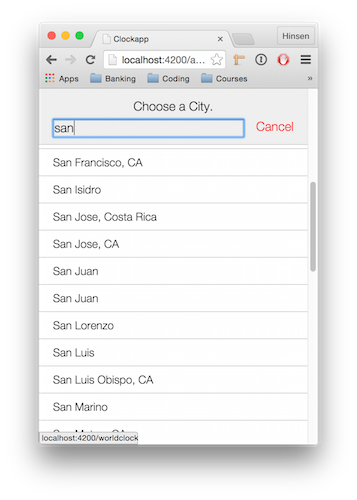 Clockapp
Hinsen
localhost:4200/a...
Apps Banking Coding Courses »
Choose a City.
san Cancel
San Francisco, CA
San Isidro
San Jose, Costa Rica
San Jose, CA
San Juan
San Juan
San Lorenzo
San Luis
San Luis Obispo, CA
San Marino
localhost:4200/worldclock